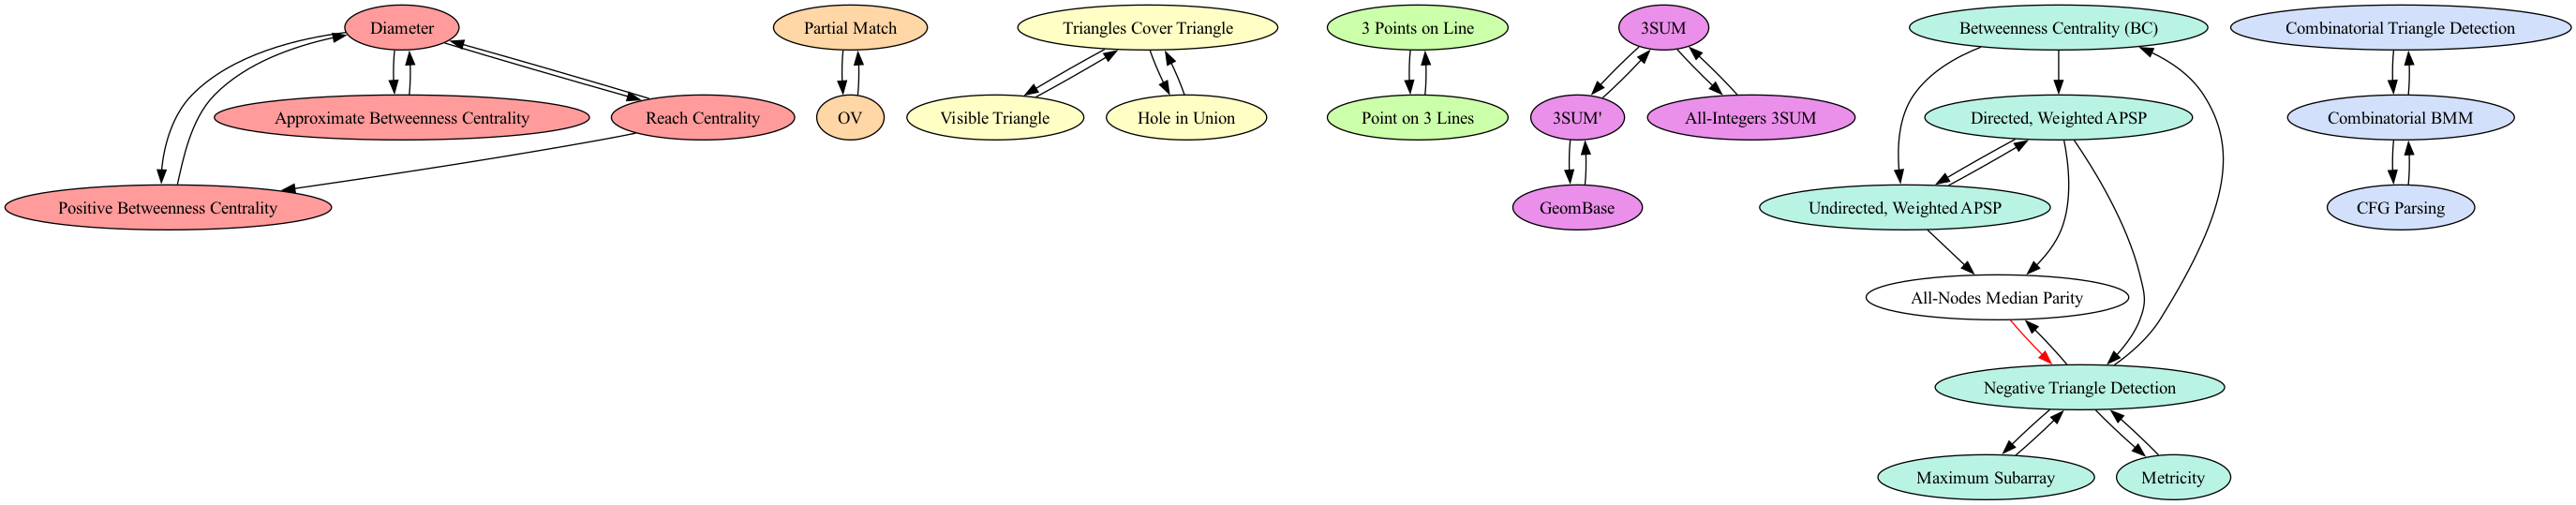 Diameter
Partial Match
Triangles Cover Triangle
3 Points on Line
3SUM
Betweenness Centrality (BC)
Combinatorial Triangle Detection
Approximate Betweenness Centrality
Reach Centrality
OV
Visible Triangle
Hole in Union
Point on 3 Lines
3SUM'
All-Integers 3SUM
Directed, Weighted APSP
Combinatorial BMM
Positive Betweenness Centrality
GeomBase
Undirected, Weighted APSP
CFG Parsing
All-Nodes Median Parity
Negative Triangle Detection
Maximum Subarray
Metricity